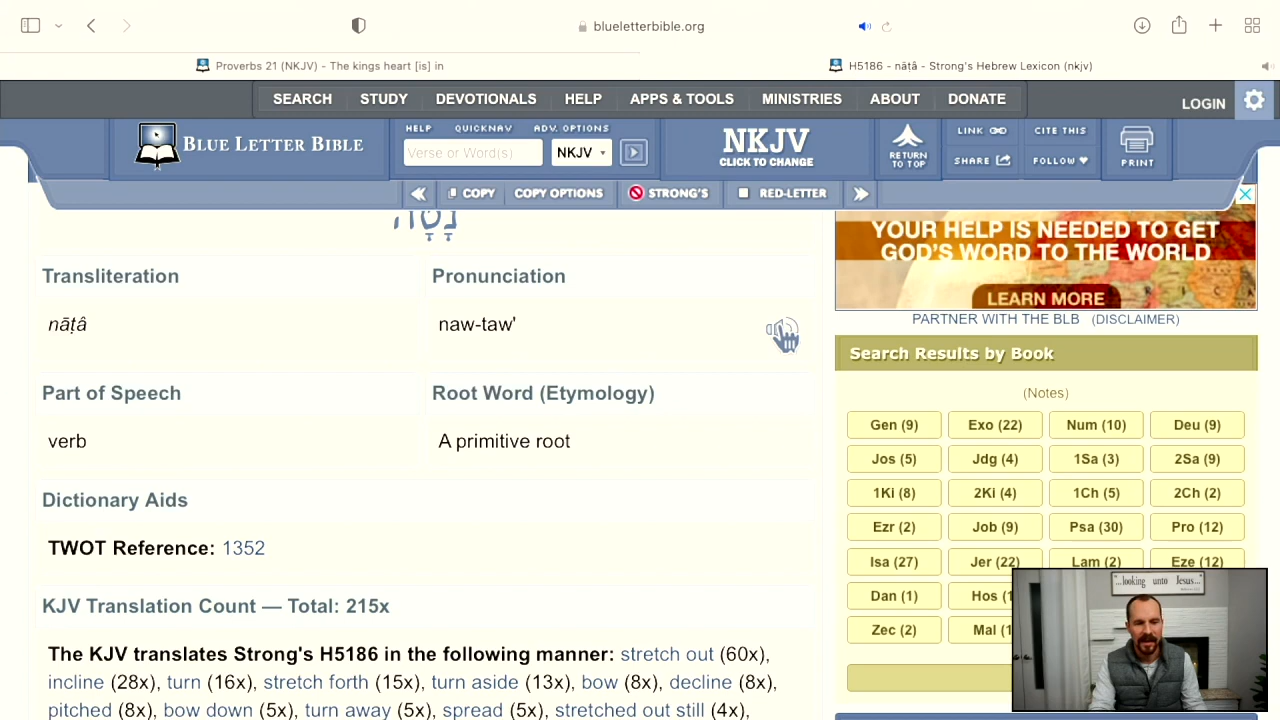 blueletterbible.org
Proverbs 21 (NKJV) - The kings heart [is] in
H5186 - nāṭâ - Strong's Hebrew Lexicon (nkjv)
SEARCH STUDY DEVOTIONALS HELP APPS & TOOLS MINISTRIES ABOUT DONATE
LOGIN
BLUE LETTER BIBLE
HELP QUICKNAV ADV. OPTIONS
Verse or Word(s) NKJV
NKJV
CLICK TO CHANGE
RETURN
TO TOP
LINK CITE THIS
SHARE FOLLOW
PRINT
COPY COPY OPTIONS STRONG'S RED-LETTER
נָטָה
Transliteration
Pronunciation
nāṭâ
naw-taw'
Part of Speech
Root Word (Etymology)
verb
A primitive root
Dictionary Aids
TWOT Reference: 1352
KJV Translation Count — Total: 215x
The KJV translates Strong's H5186 in the following manner: stretch out (60x),
incline (28x), turn (16x), stretch forth (15x), turn aside (13x), bow (8x), decline (8x),
pitched (8x), bow down (5x), turn away (5x), spread (5x), stretched out still (4x),
YOUR HELP IS NEEDED TO GET
GOD'S WORD TO THE WORLD
LEARN MORE
PARTNER WITH THE BLB (DISCLAIMER)
Search Results by Book
(Notes)
Gen (9) Exo (22) Num (10) Deu (9)
Jos (5) Jdg (4) 1Sa (3) 2Sa (9)
1Ki (8) 2Ki (4) 1Ch (5) 2Ch (2)
Ezr (2) Job (9) Psa (30) Pro (12)
Isa (27) Jer (22) Lam (2) Eze (12)
Dan (1) Hos (1
Zec (2) Mal (1
...looking unto Jesus...